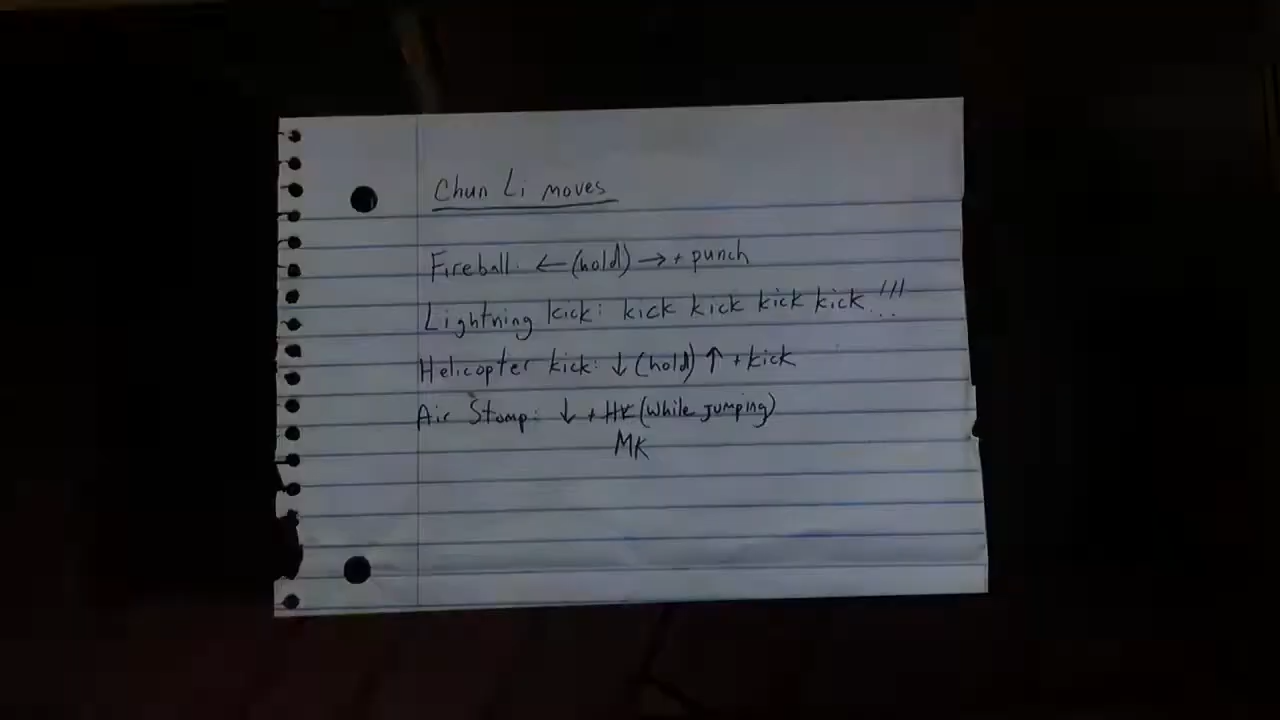 Chun Li moves
Fireball: ← (hold) → + punch
Lightning kick: kick kick kick kick!!!
Helicopter kick: ↓ (hold) ↑ + kick
Air Stomp: ↓ + HK (while jumping)
MK